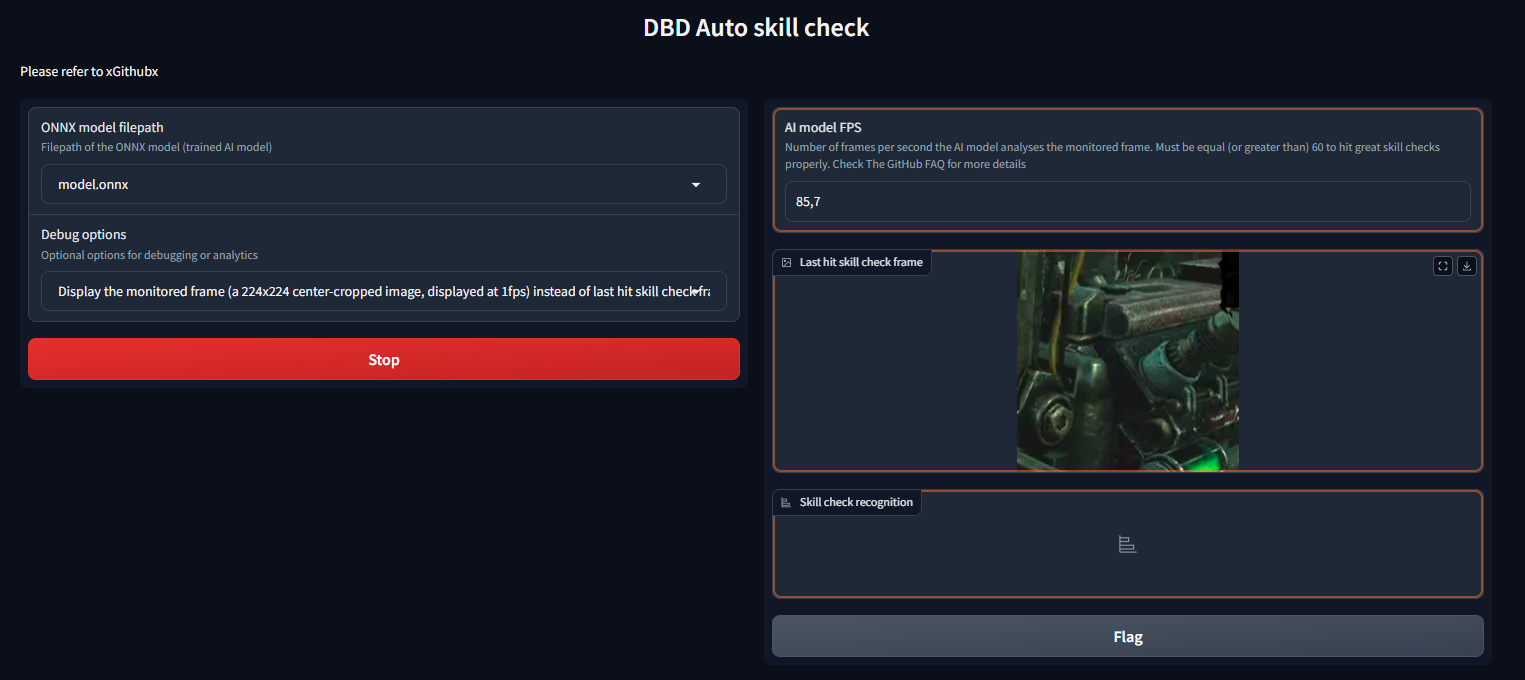 DBD Auto skill check
Please refer to xGithubx
ONNX model filepath
Filepath of the ONNX model (trained AI model)
model.onnx
Debug options
Optional options for debugging or analytics
Display the monitored frame (a 224x224 center-cropped image, displayed at 1fps) instead of last hit skill check fra
Stop
AI model FPS
Number of frames per second the AI model analyses the monitored frame. Must be equal (or greater than) 60 to hit great skill checks
properly. Check The GitHub FAQ for more details
85,7
Last hit skill check frame
Skill check recognition
Flag